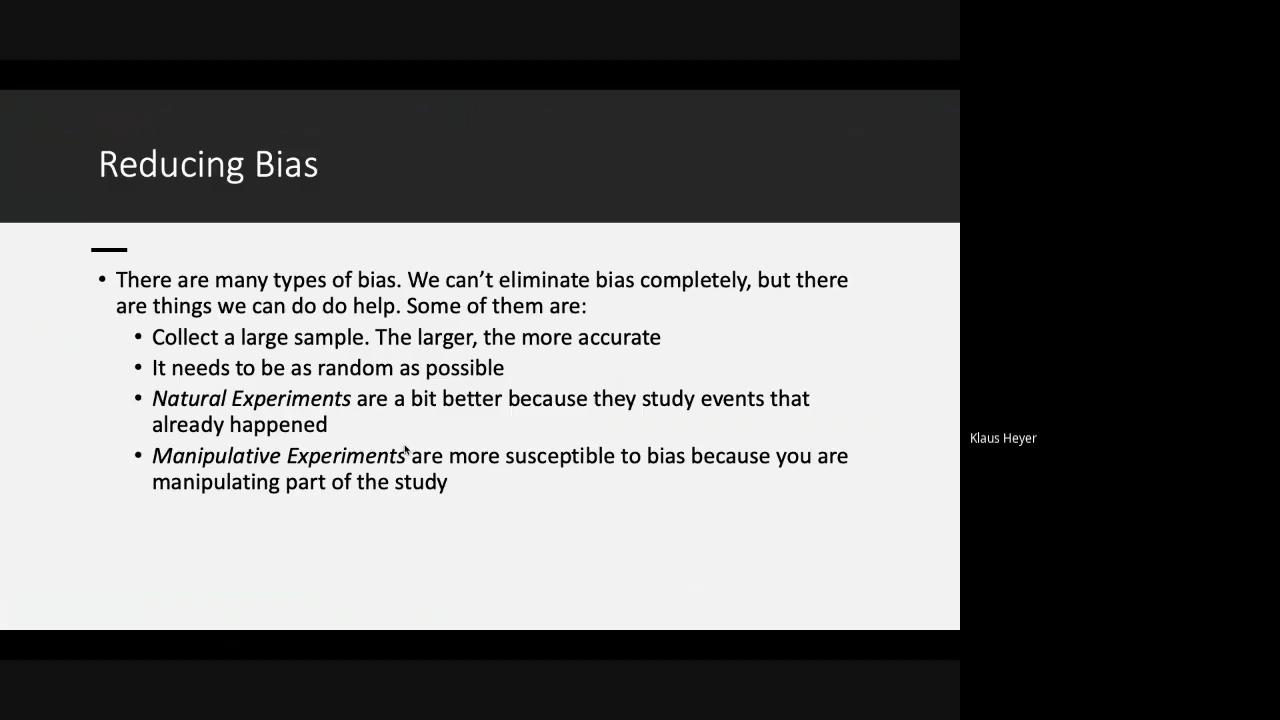 Reducing Bias
• There are many types of bias. We can’t eliminate bias completely, but there
are things we can do do help. Some of them are:
• Collect a large sample. The larger, the more accurate
• It needs to be as random as possible
• Natural Experiments are a bit better because they study events that
already happened
• Manipulative Experiments are more susceptible to bias because you are
manipulating part of the study
Klaus Heyer